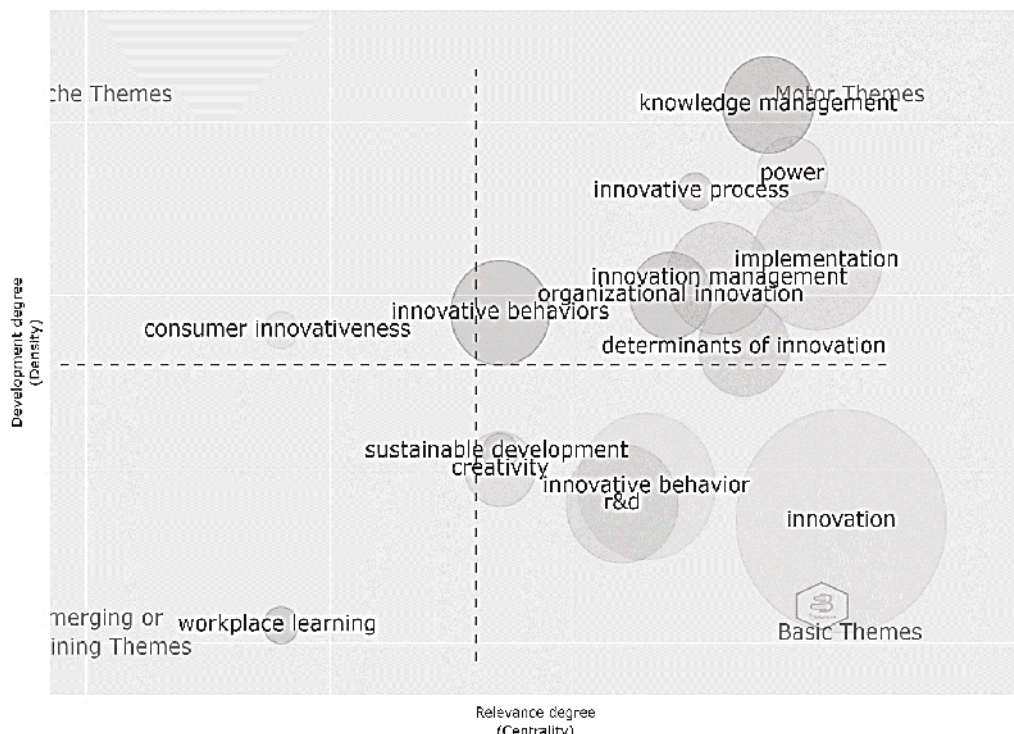 che Themes
Motor Themes
knowledge management
power
innovative process
implementation
innovation management
organizational innovation
innovative behaviors
consumer innovativeness
determinants of innovation
Development degree
(Density)
sustainable development
creativity
innovative behavior
r&d
innovation
merging or
workplace learning
Basic Themes
ining Themes
Relevance degree
(Centrality)